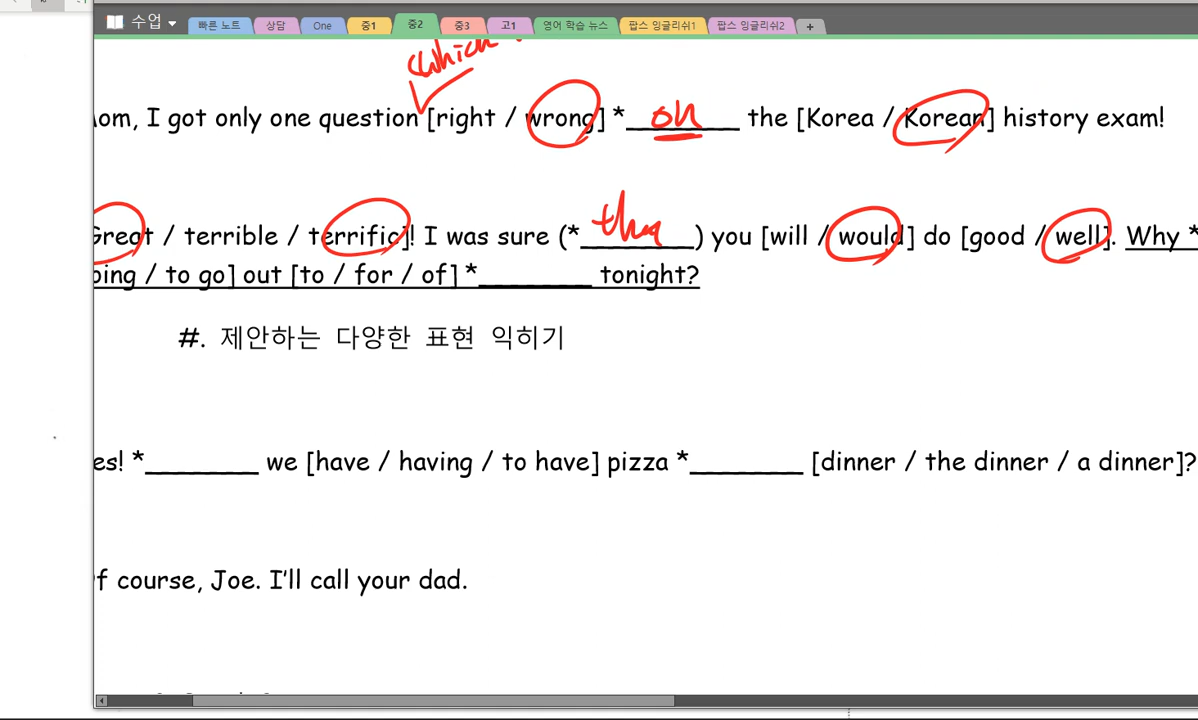 수업 빠른 노트 상담 One 중1 중2 중3 고1 영어 학습 뉴스 팝스 잉글리쉬1 팝스 잉글리쉬2 +
which
om, I got only one question [right / wrong] *________ the [Korea / Korean] history exam!
on
Great / terrible / terrific]! I was sure (*________) you [will / would] do [good / well]. Why *
tha
oing / to go] out [to / for / of] *________ tonight?
#. 제안하는 다양한 표현 익히기
es! *________ we [have / having / to have] pizza *________ [dinner / the dinner / a dinner]?
f course, Joe. I'll call your dad.